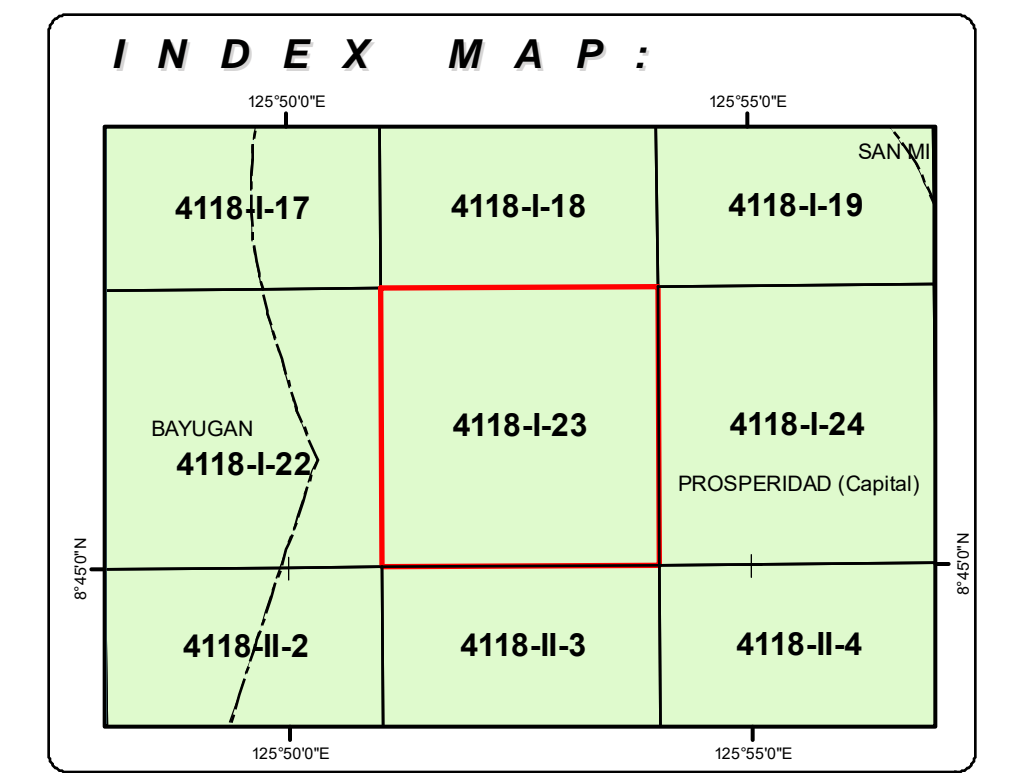 INDEX MAP:
125°50'0"E
125°55'0"E
SAN MI
4118-I-17
4118-I-18
4118-I-19
BAYUGAN
4118-I-22
4118-I-23
4118-I-24
PROSPERIDAD (Capital)
8°45'0"N
8°45'0"N
4118-II-2
4118-II-3
4118-II-4
125°50'0"E
125°55'0"E